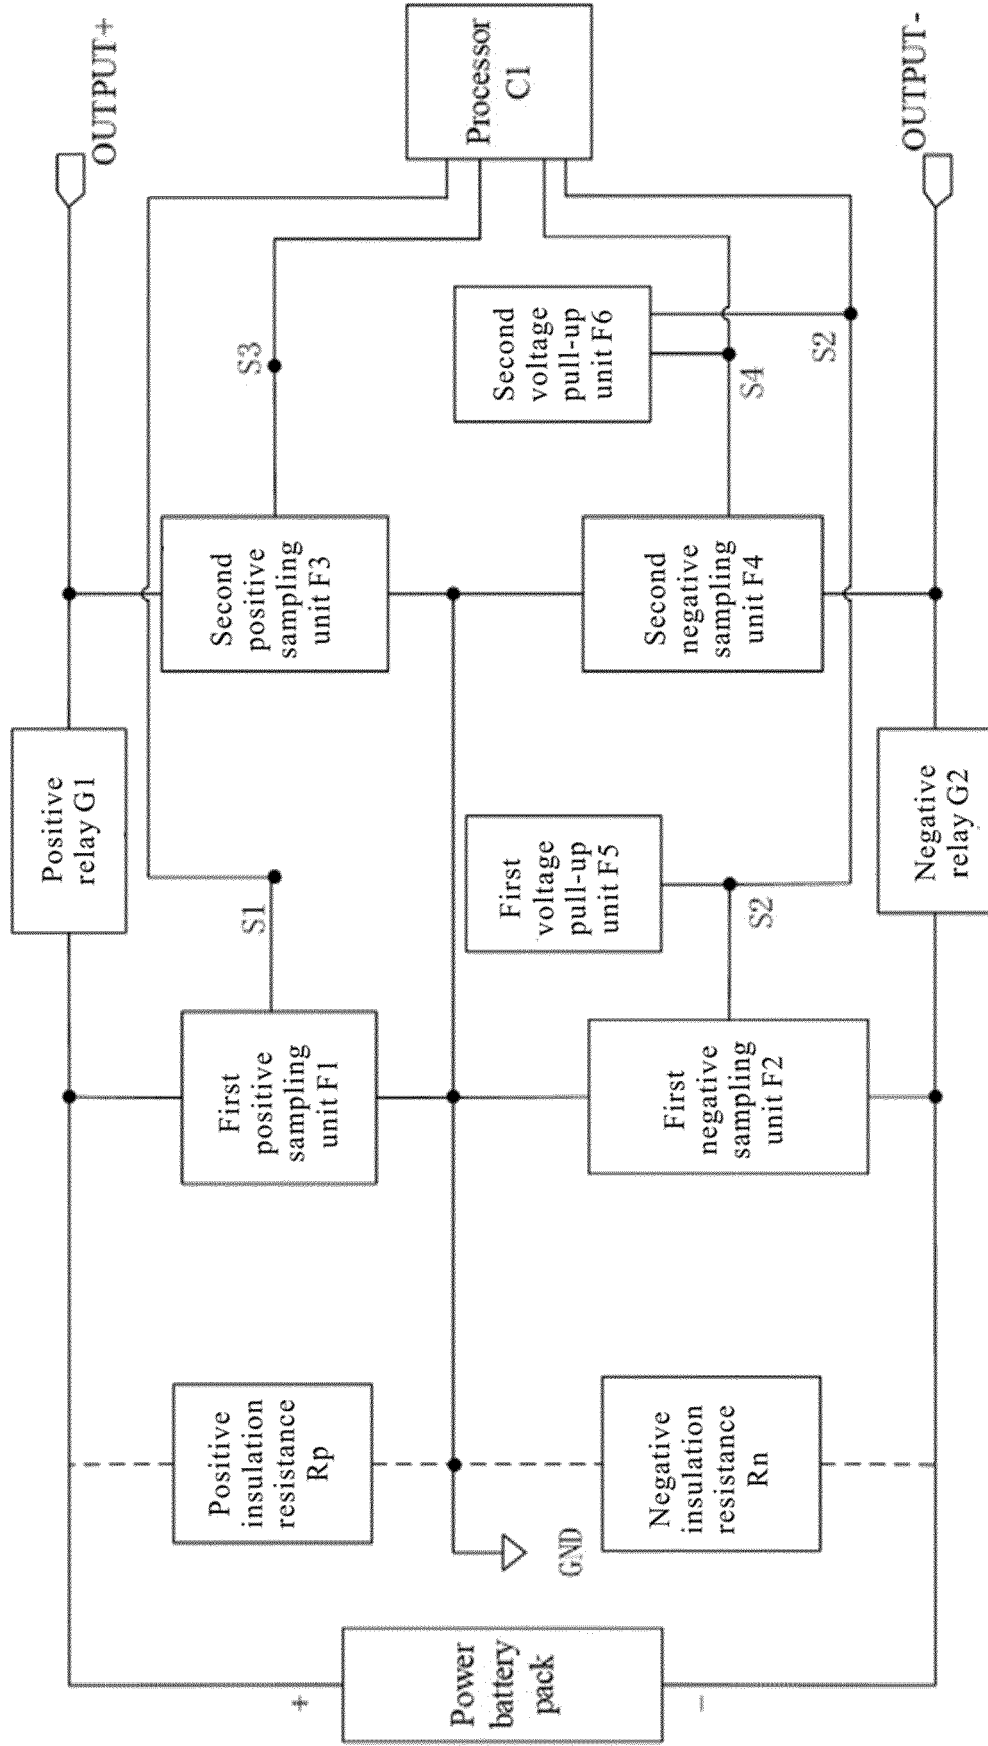 OUTPUT+
Processor
C1
OUTPUT-
S3
Second
voltage
pull-up
unit F6
S4
S2
Second
positive
sampling
unit F3
Second
negative
sampling
unit F4
Positive
relay G1
S1
First
voltage
pull-up
unit F5
S2
Negative
relay G2
First
positive
sampling
unit F1
First
negative
sampling
unit F2
Positive
insulation
resistance
Rp
Negative
insulation
resistance
Rn
GND
+
Power
battery
pack
-